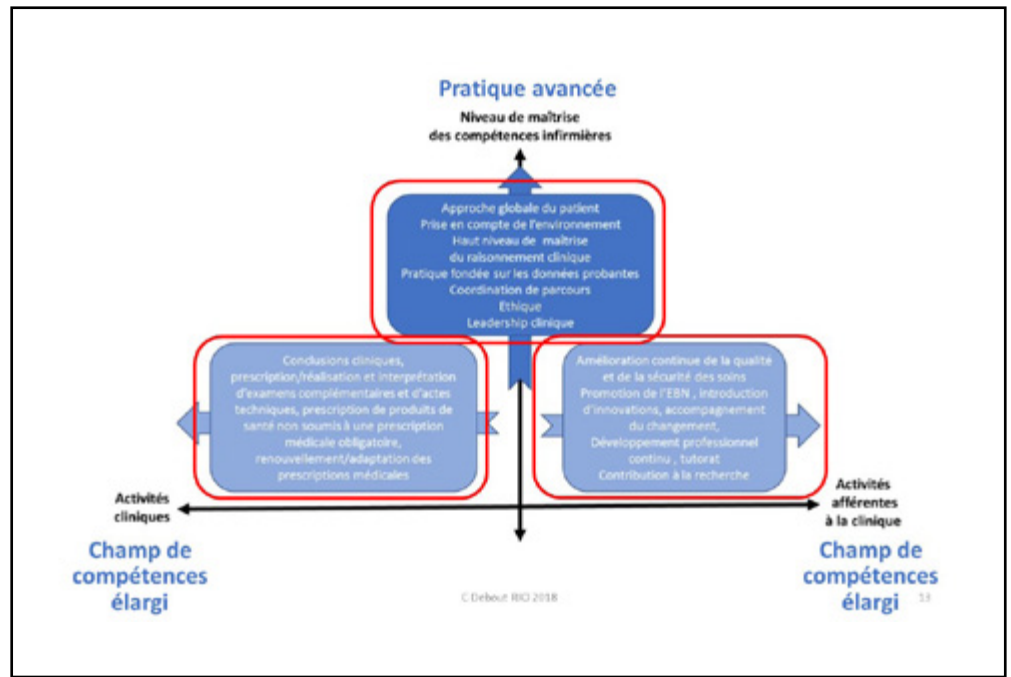 Pratique avancée
Niveau de maîtrise
des compétences infirmières
Approche globale du patient
Prise en compte de l'environnement
Haut niveau de maîtrise
du raisonnement clinique
Pratique fondée sur les données probantes
Coordination de parcours
Ethique
Leadership clinique
Conclusions cliniques,
prescription/réalisation et interprétation
d'examens complémentaires et d'actes
techniques, prescription de produits de
santé non soumis à une prescription
médicale obligatoire,
renouvellement/adaptation des
prescriptions médicales
Amélioration continue de la qualité
et de la sécurité des soins
Promotion de l'EBN , introduction
d'innovations, accompagnement
du changement,
Développement professionnel
continu , tutorat
Contribution à la recherche
Activités
cliniques
Activités
afférentes
à la clinique
Champ de
compétences
élargi
Champ de
compétences
élargi
C Debout 2018
13